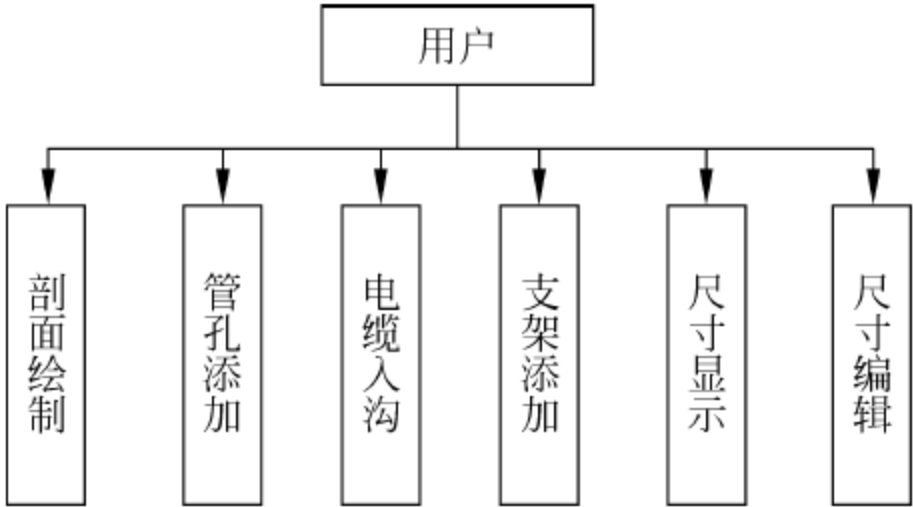 用户
剖面绘制
管孔添加
电缆入沟
支架添加
尺寸显示
尺寸编辑